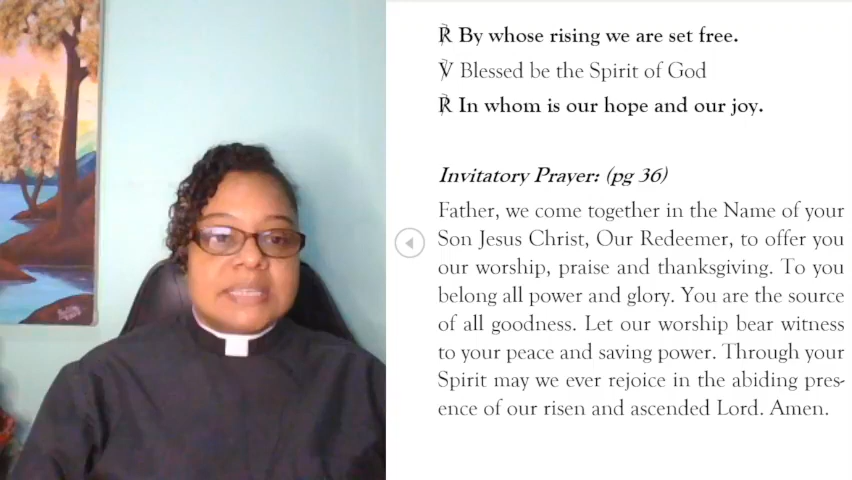 ℟ By whose rising we are set free.
℣ Blessed be the Spirit of God
℟ In whom is our hope and our joy.
Invitatory Prayer: (pg 36)
Father, we come together in the Name of your
Son Jesus Christ, Our Redeemer, to offer you
our worship, praise and thanksgiving. To you
belong all power and glory. You are the source
of all goodness. Let our worship bear witness
to your peace and saving power. Through your
Spirit may we ever rejoice in the abiding pres-
ence of our risen and ascended Lord. Amen.